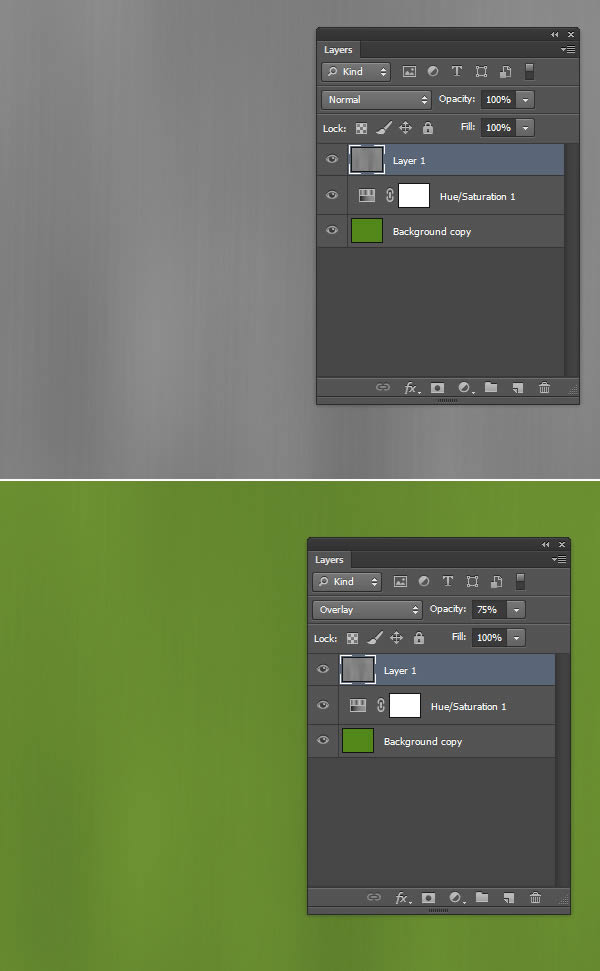 Layers
Kind
Normal Opacity: 100%
Lock: Fill: 100%
Layer 1
Hue/Saturation 1
Background copy
fx
Layers
Kind
Overlay Opacity: 75%
Lock: Fill: 100%
Layer 1
Hue/Saturation 1
Background copy
fx